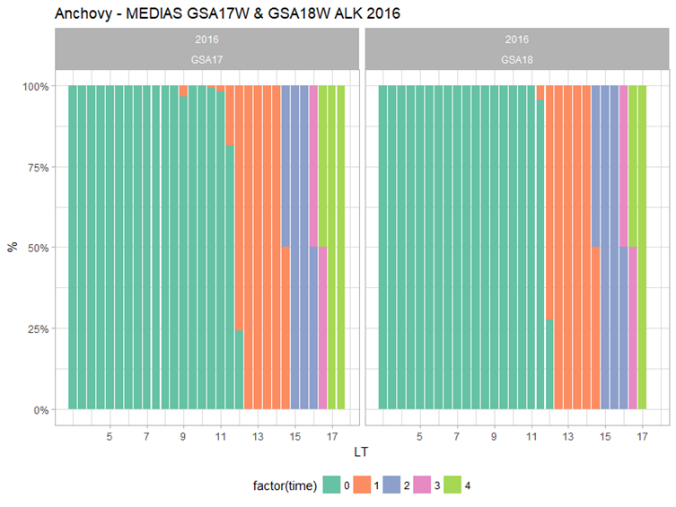 Anchovy - MEDIAS GSA17W & GSA18W ALK 2016
2016
2016
GSA17
GSA18
100%
75%
50%
25%
0%
%
5 7 9 11 13 15 17
5 7 9 11 13 15 17
LT
factor(time) 0 1 2 3 4